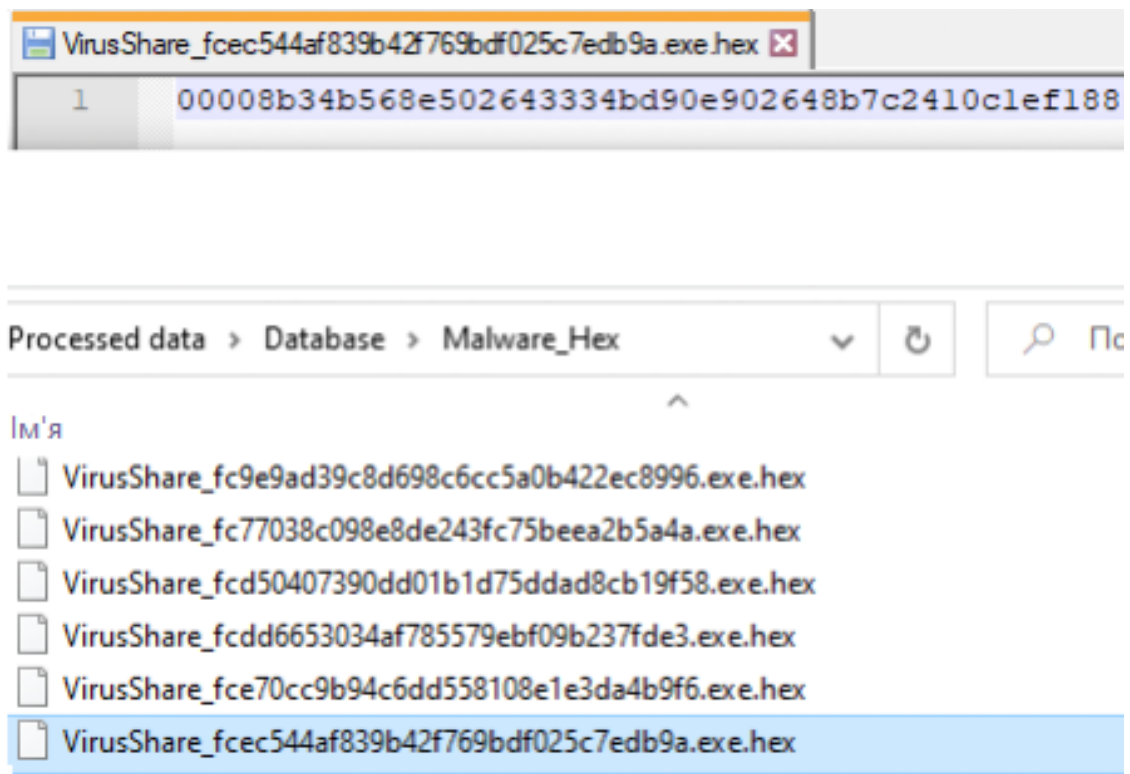 VirusShare_fcec544af839b42f769bdf025c7edb9a.exe.hex
1 00008b34b568e502643334bd90e902648b7c2410c1ef188
Processed data > Database > Malware_Hex По
Ім'я
VirusShare_fc9e9ad39c8d698c6cc5a0b422ec8996.exe.hex
VirusShare_fc77038c098e8de243fc75beea2b5a4a.exe.hex
VirusShare_fcd50407390dd01b1d75ddad8cb19f58.exe.hex
VirusShare_fcdd6653034af785579ebf09b237fde3.exe.hex
VirusShare_fce70cc9b94c6dd558108e1e3da4b9f6.exe.hex
VirusShare_fcec544af839b42f769bdf025c7edb9a.exe.hex